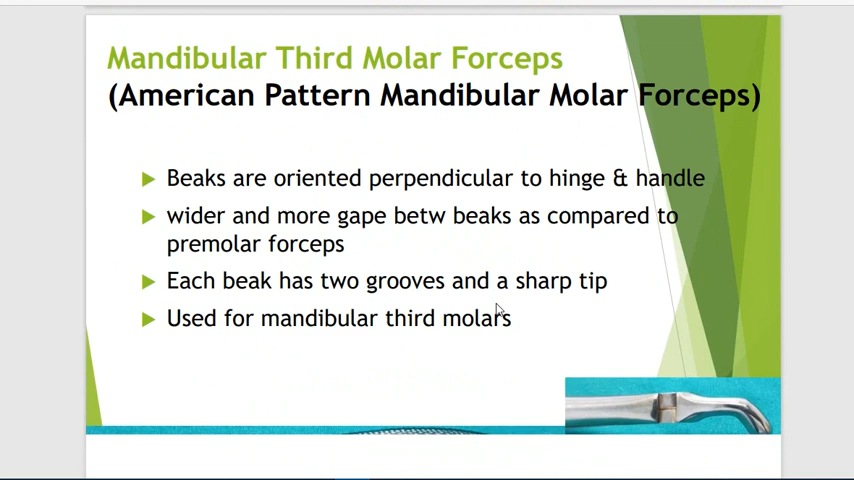 Mandibular Third Molar Forceps
(American Pattern Mandibular Molar Forceps)
Beaks are oriented perpendicular to hinge & handle
wider and more gape betw beaks as compared to
premolar forceps
Each beak has two grooves and a sharp tip
Used for mandibular third molars